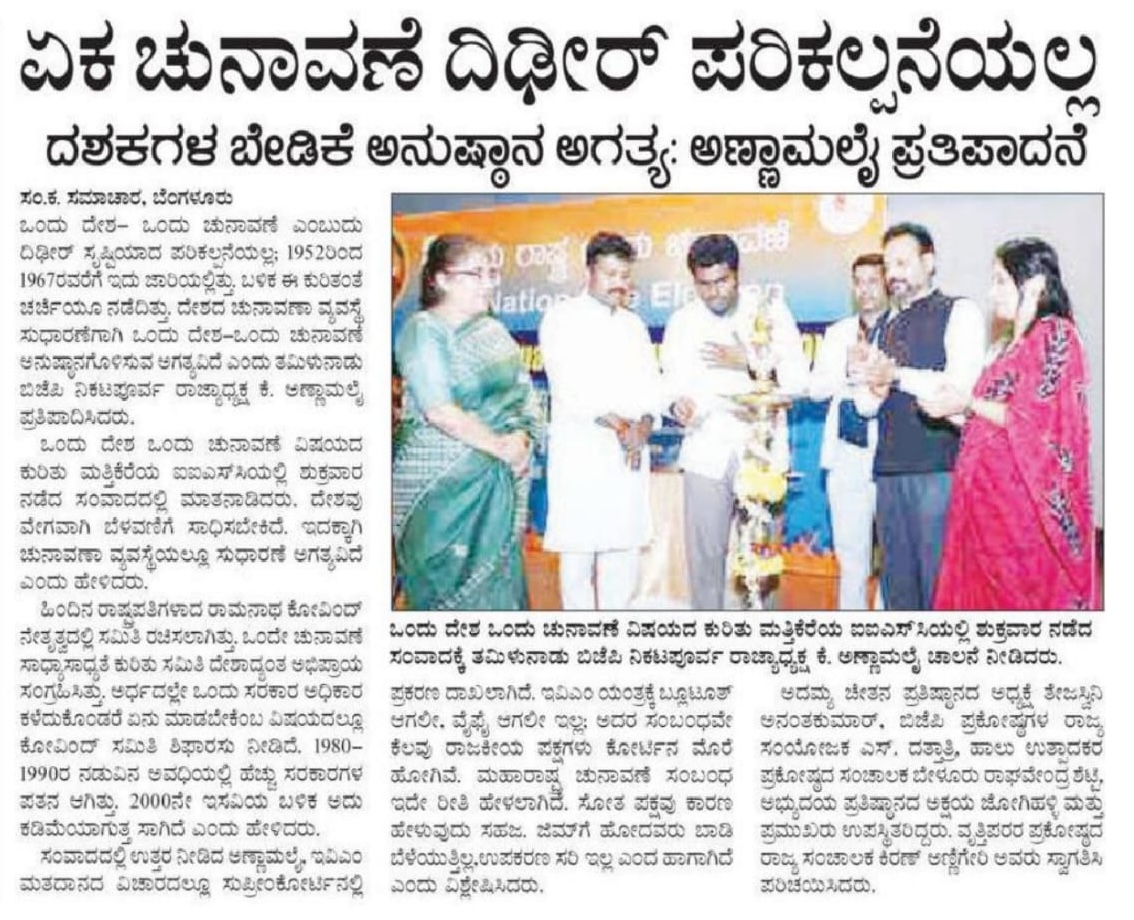 ಏಕ ಚುನಾವಣೆ ದಿಢೀರ್ ಪರಿಕಲ್ಪನೆಯಲ್ಲ
ದಶಕಗಳ ಬೇಡಿಕೆ ಅನುಷ್ಠಾನ ಅಗತ್ಯ: ಅಣ್ಣಾಮಲೈ ಪ್ರತಿಪಾದನೆ
ಸಂ.ಕ. ಸಮಾಚಾರ, ಬೆಂಗಳೂರು
ಒಂದು ದೇಶ- ಒಂದು ಚುನಾವಣೆ ಎಂಬುದು
ದಿಢೀರ್ ಸೃಷ್ಟಿಯಾದ ಪರಿಕಲ್ಪನೆಯಲ್ಲ; 1952ರಿಂದ
1967ರವರೆಗೆ ಇದು ಜಾರಿಯಲ್ಲಿತ್ತು. ಬಳಿಕ ಈ ಕುರಿತಂತೆ
ಚರ್ಚೆಯೂ ನಡೆದಿತ್ತು. ದೇಶದ ಚುನಾವಣಾ ವ್ಯವಸ್ಥೆ
ಸುಧಾರಣೆಗಾಗಿ ಒಂದು ದೇಶ-ಒಂದು ಚುನಾವಣೆ
ಅನುಷ್ಠಾನಗೊಳಿಸುವ ಅಗತ್ಯವಿದೆ ಎಂದು ತಮಿಳುನಾಡು
ಬಿಜೆಪಿ ನಿಕಟಪೂರ್ವ ರಾಜ್ಯಾಧ್ಯಕ್ಷ ಕೆ. ಅಣ್ಣಾಮಲೈ
ಪ್ರತಿಪಾದಿಸಿದರು.
ಒಂದು ದೇಶ ಒಂದು ಚುನಾವಣೆ ವಿಷಯದ
ಕುರಿತು ಮತ್ತಿಕೆರೆಯ ಐಐಎಸ್‌ಸಿಯಲ್ಲಿ ಶುಕ್ರವಾರ
ನಡೆದ ಸಂವಾದದಲ್ಲಿ ಮಾತನಾಡಿದರು. ದೇಶವು
ವೇಗವಾಗಿ ಬೆಳವಣಿಗೆ ಸಾಧಿಸಬೇಕಿದೆ. ಇದಕ್ಕಾಗಿ
ಚುನಾವಣಾ ವ್ಯವಸ್ಥೆಯಲ್ಲೂ ಸುಧಾರಣೆ ಅಗತ್ಯವಿದೆ
ಎಂದು ಹೇಳಿದರು.
ಹಿಂದಿನ ರಾಷ್ಟ್ರಪತಿಗಳಾದ ರಾಮನಾಥ ಕೋವಿಂದ್
ನೇತೃತ್ವದಲ್ಲಿ ಸಮಿತಿ ರಚಿಸಲಾಗಿತ್ತು. ಒಂದೇ ಚುನಾವಣೆ
ಸಾಧ್ಯಾಸಾಧ್ಯತೆ ಕುರಿತು ಸಮಿತಿ ದೇಶಾದ್ಯಂತ ಅಭಿಪ್ರಾಯ
ಸಂಗ್ರಹಿಸಿತ್ತು. ಅರ್ಧದಲ್ಲೇ ಒಂದು ಸರಕಾರ ಅಧಿಕಾರ
ಕಳೆದುಕೊಂಡರೆ ಏನು ಮಾಡಬೇಕೆಂಬ ವಿಷಯದಲ್ಲೂ
ಕೋವಿಂದ್ ಸಮಿತಿ ಶಿಫಾರಸು ನೀಡಿದೆ. 1980-
1990ರ ನಡುವಿನ ಅವಧಿಯಲ್ಲಿ ಹೆಚ್ಚು ಸರಕಾರಗಳ
ಪತನ ಆಗಿತ್ತು. 2000ನೇ ಇಸವಿಯ ಬಳಿಕ ಅದು
ಕಡಿಮೆಯಾಗುತ್ತ ಸಾಗಿದೆ ಎಂದು ಹೇಳಿದರು.
ಸಂವಾದದಲ್ಲಿ ಉತ್ತರ ನೀಡಿದ ಅಣ್ಣಾಮಲೈ, ಇವಿಎಂ
ಮತದಾನದ ವಿಚಾರದಲ್ಲೂ ಸುಪ್ರೀಂಕೋರ್ಟಿನಲ್ಲಿ
ರಾಷ್ಟ್ರ ಚುನಾವಣೆ
Nation
ಒಂದು ದೇಶ ಒಂದು ಚುನಾವಣೆ ವಿಷಯದ ಕುರಿತು ಮತ್ತಿಕೆರೆಯ ಐಐಎಸ್‌ಸಿಯಲ್ಲಿ ಶುಕ್ರವಾರ ನಡೆದ
ಸಂವಾದಕ್ಕೆ ತಮಿಳುನಾಡು ಬಿಜೆಪಿ ನಿಕಟಪೂರ್ವ ರಾಜ್ಯಾಧ್ಯಕ್ಷ ಕೆ. ಅಣ್ಣಾಮಲೈ ಚಾಲನೆ ನೀಡಿದರು.
ಪ್ರಕರಣ ದಾಖಲಾಗಿದೆ. ಇವಿಎಂ ಯಂತ್ರಕ್ಕೆ ಬ್ಲೂಟೂತ್
ಆಗಲೀ, ವೈಫೈ ಆಗಲೀ ಇಲ್ಲ; ಅದರ ಸಂಬಂಧವೇ
ಕೆಲವು ರಾಜಕೀಯ ಪಕ್ಷಗಳು ಕೋರ್ಟಿನ ಮೊರೆ
ಹೋಗಿವೆ. ಮಹಾರಾಷ್ಟ್ರ ಚುನಾವಣೆ ಸಂಬಂಧ
ಇದೇ ರೀತಿ ಹೇಳಲಾಗಿದೆ. ಸೋತ ಪಕ್ಷವು ಕಾರಣ
ಹೇಳುವುದು ಸಹಜ. ಜಿಮ್‌ಗೆ ಹೋದವರು ಬಾಡಿ
ಬೆಳೆಯುತ್ತಿಲ್ಲ,ಉಪಕರಣ ಸರಿ ಇಲ್ಲ ಎಂದ ಹಾಗಾಗಿದೆ
ಎಂದು ವಿಶ್ಲೇಷಿಸಿದರು.
ಅದಮ್ಯ ಚೇತನ ಪ್ರತಿಷ್ಠಾನದ ಅಧ್ಯಕ್ಷೆ ತೇಜಸ್ವಿನಿ
ಅನಂತಕುಮಾರ್, ಬಿಜೆಪಿ ಪ್ರಕೋಷ್ಠಗಳ ರಾಜ್ಯ
ಸಂಯೋಜಕ ಎಸ್. ದತ್ತಾತ್ರಿ, ಹಾಲು ಉತ್ಪಾದಕರ
ಪ್ರಕೋಷ್ಠದ ಸಂಚಾಲಕ ಬೇಳೂರು ರಾಘವೇಂದ್ರ ಶೆಟ್ಟಿ,
ಅಭ್ಯುದಯ ಪ್ರತಿಷ್ಠಾನದ ಅಕ್ಷಯ ಜೋಗಿಹಳ್ಳಿ ಮತ್ತು
ಪ್ರಮುಖರು ಉಪಸ್ಥಿತರಿದ್ದರು. ವೃತ್ತಿಪರರ ಪ್ರಕೋಷ್ಠದ
ರಾಜ್ಯ ಸಂಚಾಲಕ ಕಿರಣ್ ಅಣ್ಣಿಗೇರಿ ಅವರು ಸ್ವಾಗತಿಸಿ
ಪರಿಚಯಿಸಿದರು.